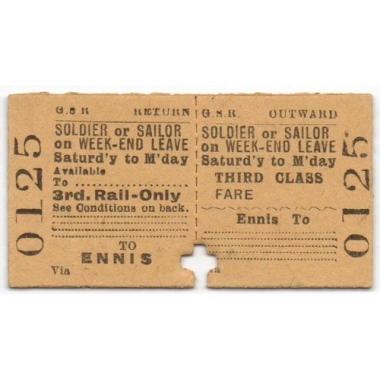 0125
G.S.R RETURN
SOLDIER or SAILOR
on WEEK-END LEAVE
Saturd'y to M'day
Available
To
3rd. Rail-Only
See Conditions on back.
TO
ENNIS
Via
G.S.R. OUTWARD
SOLDIER or SAILOR
on WEEK-END LEAVE
Saturd'y to M'day
THIRD CLASS
FARE
Ennis To
Via
0125